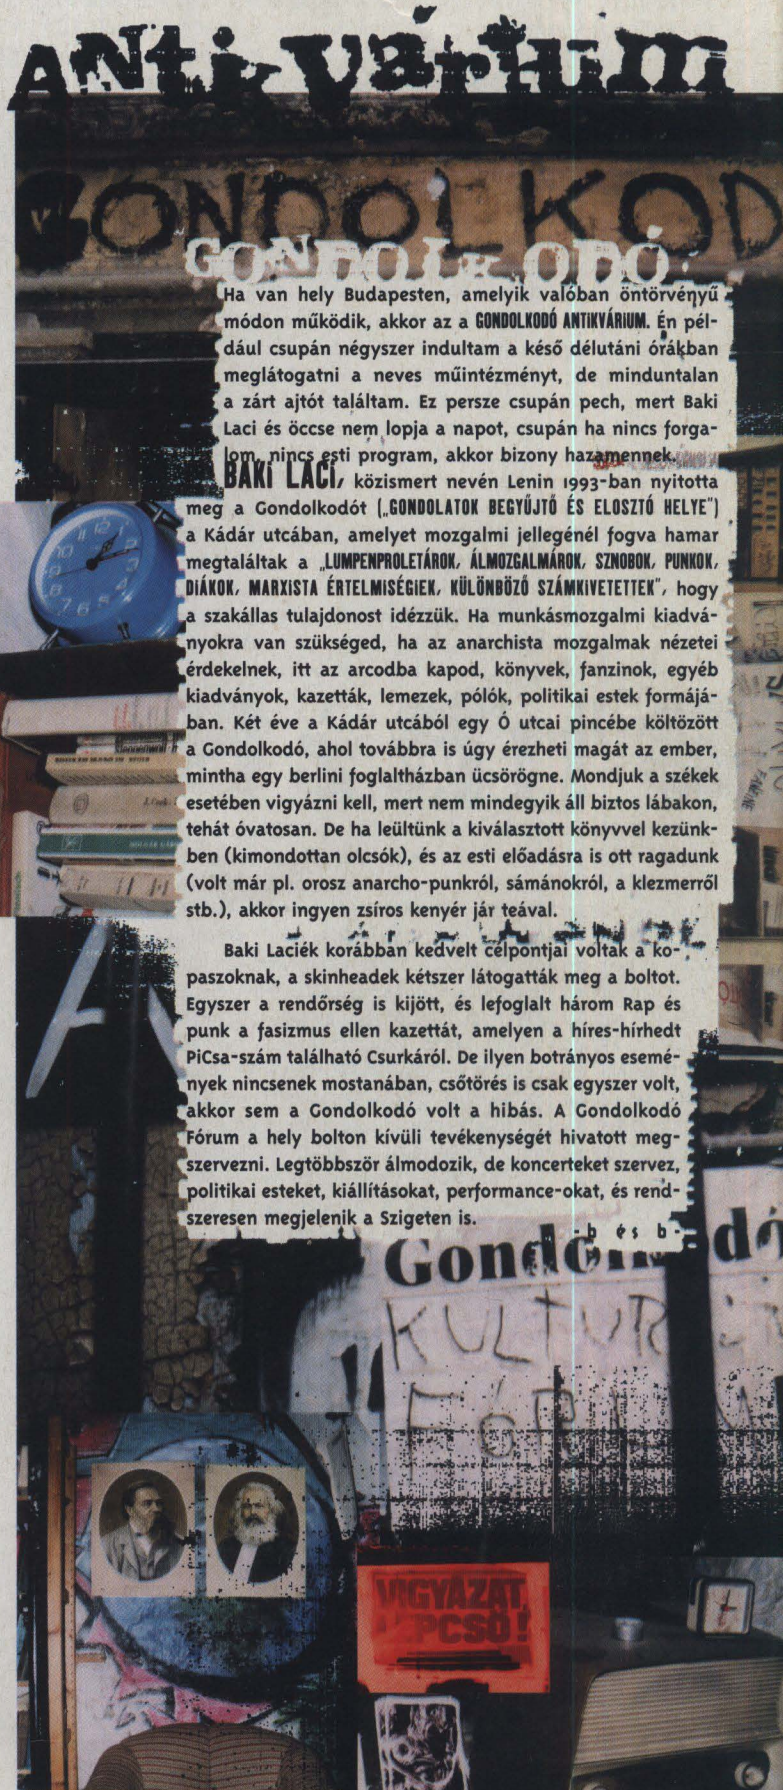 Antikvárium
GONDOLKOD
GONDOLKODÓ
Ha van hely Budapesten, amelyik valóban öntörvényű
módon működik, akkor az a GONDOLKODÓ ANTIKVÁRIUM. Én pél-
dául csupán négyszer indultam a késő délutáni órákban
meglátogatni a neves műintézményt, de minduntalan
a zárt ajtót találtam. Ez persze csupán pech, mert Baki
Laci és öccse nem lopja a napot, csupán ha nincs forga-
lom, nincs esti program, akkor bizony hazamennek.
BAKI LACI, közismert nevén Lenin 1993-ban nyitotta
meg a Gondolkodót („GONDOLATOK BEGYŰJTŐ ÉS ELOSZTÓ HELYE")
a Kádár utcában, amelyet mozgalmi jellegénél fogva hamar
megtaláltak a „LUMPENPROLETÁROK, ÁLMOZGALMÁROK, SZNOBOK, PUNKOK,
DIÁKOK, MARXISTA ÉRTELMISÉGIEK, KÜLÖNBÖZŐ SZÁMKIVETETTEK", hogy
a szakállas tulajdonost idézzük. Ha munkásmozgalmi kiadvá-
nyokra van szükséged, ha az anarchista mozgalmak nézetei
érdekelnek, itt az arcodba kapod, könyvek, fanzinok, egyéb
kiadványok, kazetták, lemezek, pólók, politikai estek formájá-
ban. Két éve a Kádár utcából egy Ó utcai pincébe költözött
a Gondolkodó, ahol továbbra is úgy érezheti magát az ember,
mintha egy berlini foglaltházban ücsörögne. Mondjuk a székek
esetében vigyázni kell, mert nem mindegyik áll biztos lábakon,
tehát óvatosan. De ha leültünk a kiválasztott könyvvel kezünk-
ben (kimondottan olcsók), és az esti előadásra is ott ragadunk
(volt már pl. orosz anarcho-punkról, sámánokról, a klezmerről
stb.), akkor ingyen zsíros kenyér jár teával.
Baki Laciék korábban kedvelt célpontjai voltak a ko-
paszoknak, a skinheadek kétszer látogatták meg a boltot.
Egyszer a rendőrség is kijött, és lefoglalt három Rap és
punk a fasizmus ellen kazettát, amelyen a híres-hírhedt
PiCsa-szám található Csurkáról. De ilyen botrányos esemé-
nyek nincsenek mostanában, csőtörés is csak egyszer volt,
akkor sem a Gondolkodó volt a hibás. A Gondolkodó
Fórum a hely bolton kívüli tevékenységét hivatott meg-
szervezni. Legtöbbször álmodozik, de koncerteket szervez,
politikai esteket, kiállításokat, performance-okat, és rend-
szeresen megjelenik a Szigeten is.
- b és b -
Gondolkodó
KULTUR
FÓRUM
VIGYÁZAT,
LÉPCSŐ!